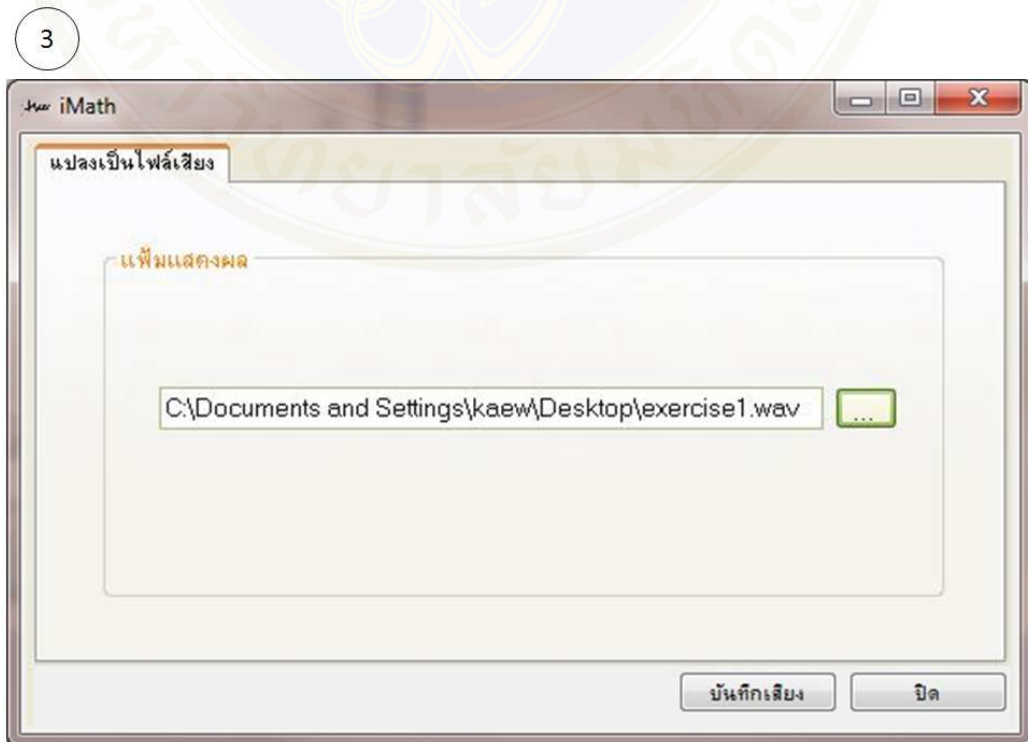 3
iMath
แปลงเป็นไฟล์เสียง
แฟ้มแสดงผล
C:\Documents and Settings\kaew\Desktop\exercise1.wav
...
บันทึกเสียง
ปิด